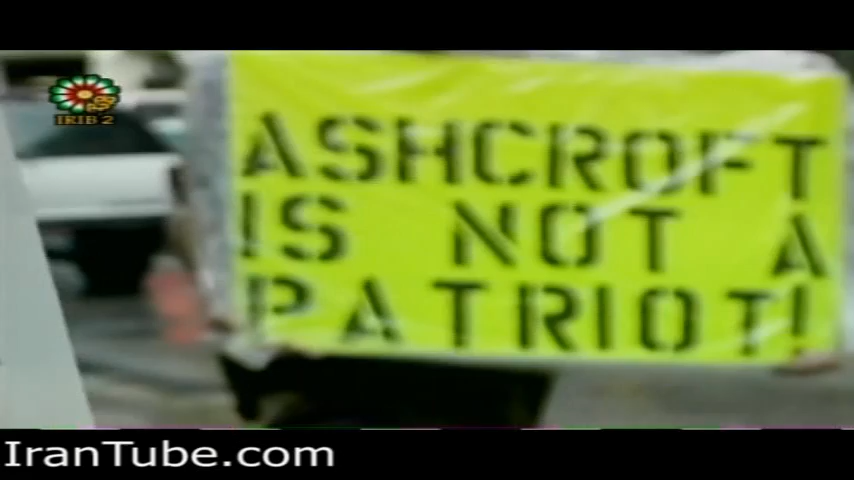 IRIB 2
ASHCROFT
IS NOT A
PATRIOT!
IranTube.com